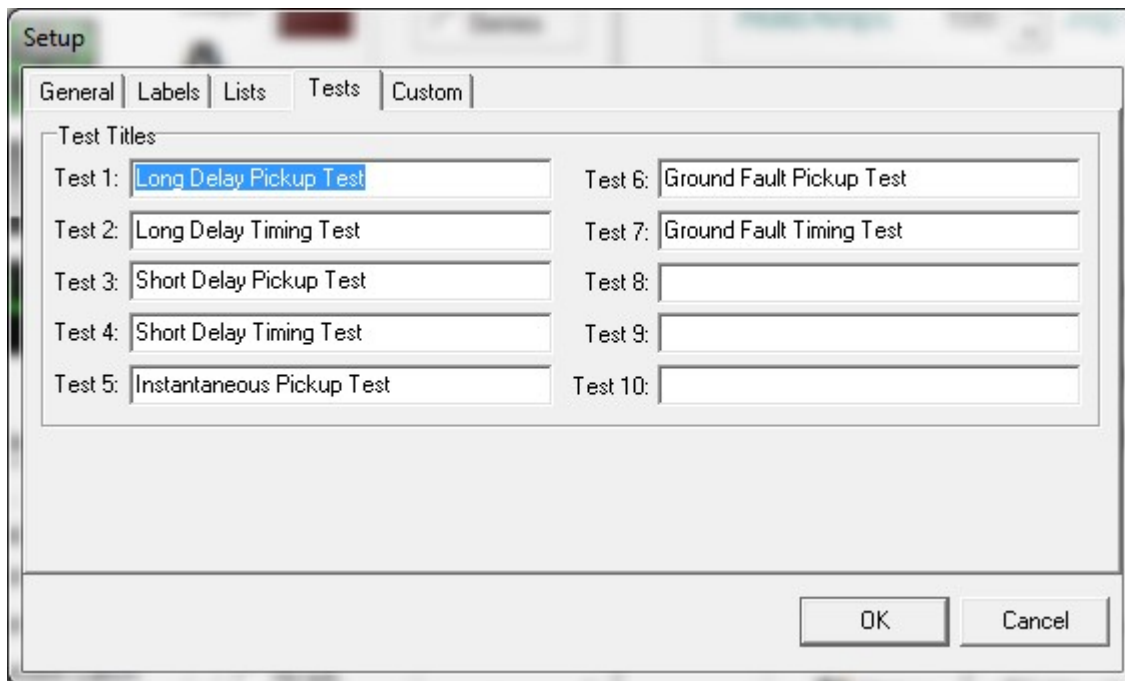 Setup
General Labels Lists Tests Custom
Test Titles
Test 1: Long Delay Pickup Test
Test 2: Long Delay Timing Test
Test 3: Short Delay Pickup Test
Test 4: Short Delay Timing Test
Test 5: Instantaneous Pickup Test
Test 6: Ground Fault Pickup Test
Test 7: Ground Fault Timing Test
Test 8:
Test 9:
Test 10:
OK Cancel